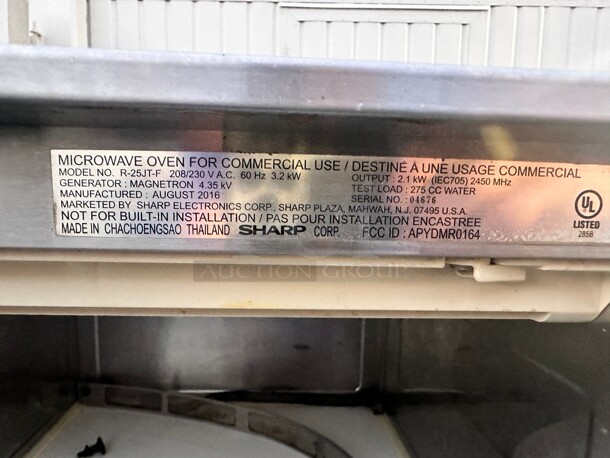 MICROWAVE OVEN FOR COMMERCIAL USE / DESTINÉ A UNE USAGE COMMERCIAL
MODEL NO. R-25JT-F 208/230 V A.C. 60 Hz 3.2 kW OUTPUT : 2.1 kW (IEC705) 2450 MHz
GENERATOR : MAGNETRON 4.35 kV TEST LOAD : 275 CC WATER
MANUFACTURED : AUGUST 2016 SERIAL NO. : 04676
MARKETED BY SHARP ELECTRONICS CORP., SHARP PLAZA, MAHWAH, N.J. 07495 U.S.A.
NOT FOR BUILT-IN INSTALLATION / PAS POUR INSTALLATION ENCASTREE
MADE IN CHACHOENGSAO THAILAND SHARP CORP. FCC ID : APYDMR0164
UL
LISTED
285B
AUCTION GROUP